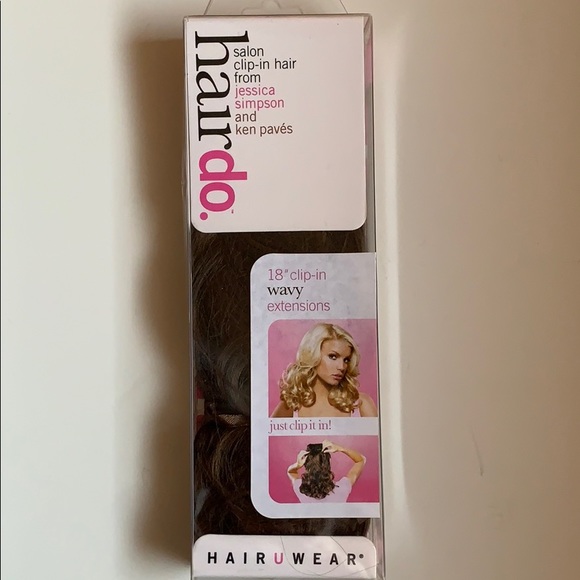 hairdo.™
salon
clip-in hair
from
jessica
simpson
and
ken pavés
18" clip-in
wavy
extensions
just clip it in!
HAIRUWEAR®